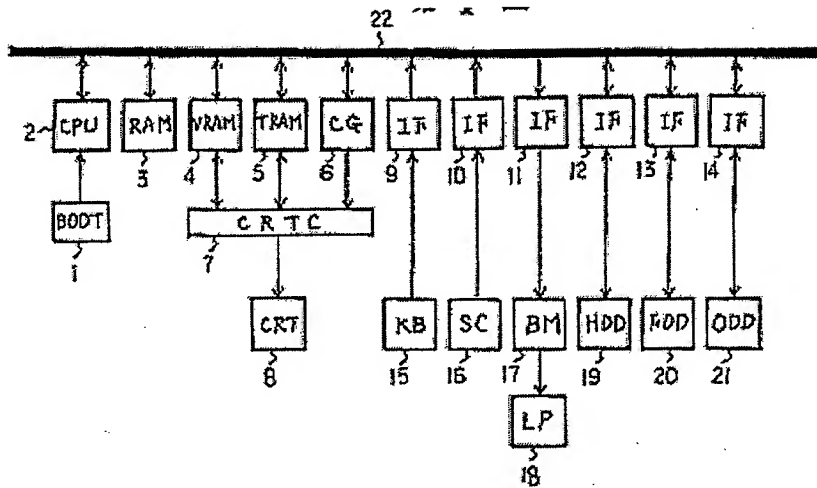 22
CPU RAM VRAM TRAM CG IF IF IF IF IF IF
2 3 4 5 6 9 10 11 12 13 14
BOOT CRTC
1 7
CRT KB SC BM HDD FDD ODD
8 15 16 17 19 20 21
LP
18